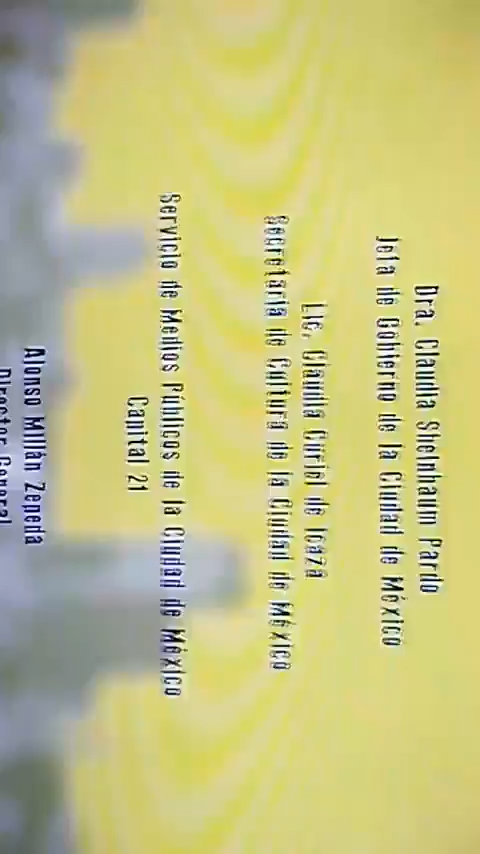 Dra. Claudia Sheinbaum Pardo
Jefa de Gobierno de la Ciudad de México
Lic. Claudia Curiel de Icaza
Secretaria de Cultura de la Ciudad de México
Servicio de Medios Públicos de la Ciudad de México
Capital 21
Alonso Millán Zepeda
Director General